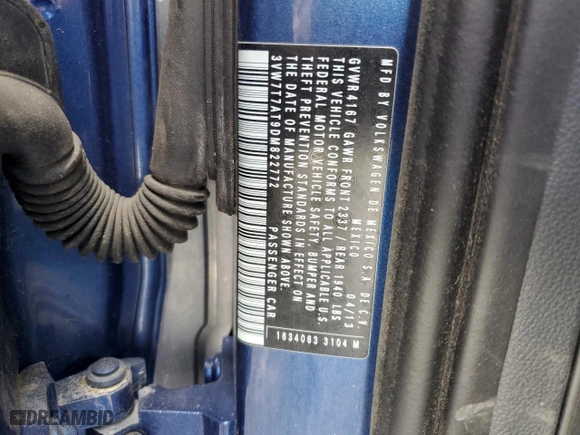 MFD BY VOLKSWAGEN DE MEXICO S.A. DE C.V.
MEXICO
GVWR 4167 GAWR FRONT 2337 / REAR 1940 LBS 04/13
THIS VEHICLE CONFORMS TO ALL APPLICABLE U.S.
FEDERAL MOTOR VEHICLE SAFETY, BUMPER AND
THEFT PREVENTION STANDARDS IN EFFECT ON
THE DATE OF MANUFACTURE SHOWN ABOVE.
3VW7T7AT9DM822772 PASSENGER CAR
1634063 3104 M
DREAMBID